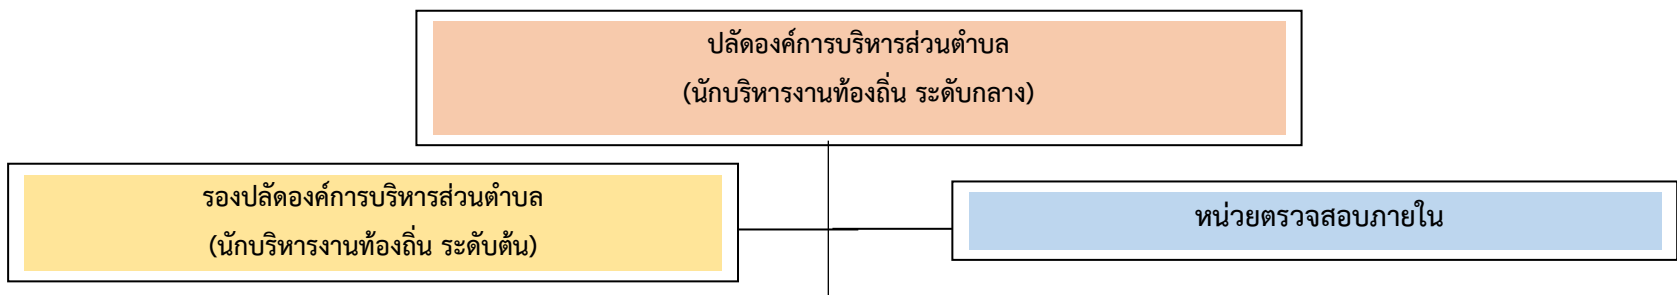 ปลัดองค์การบริหารส่วนตำบล
(นักบริหารงานท้องถิ่น ระดับกลาง)
รองปลัดองค์การบริหารส่วนตำบล
(นักบริหารงานท้องถิ่น ระดับต้น)
หน่วยตรวจสอบภายใน